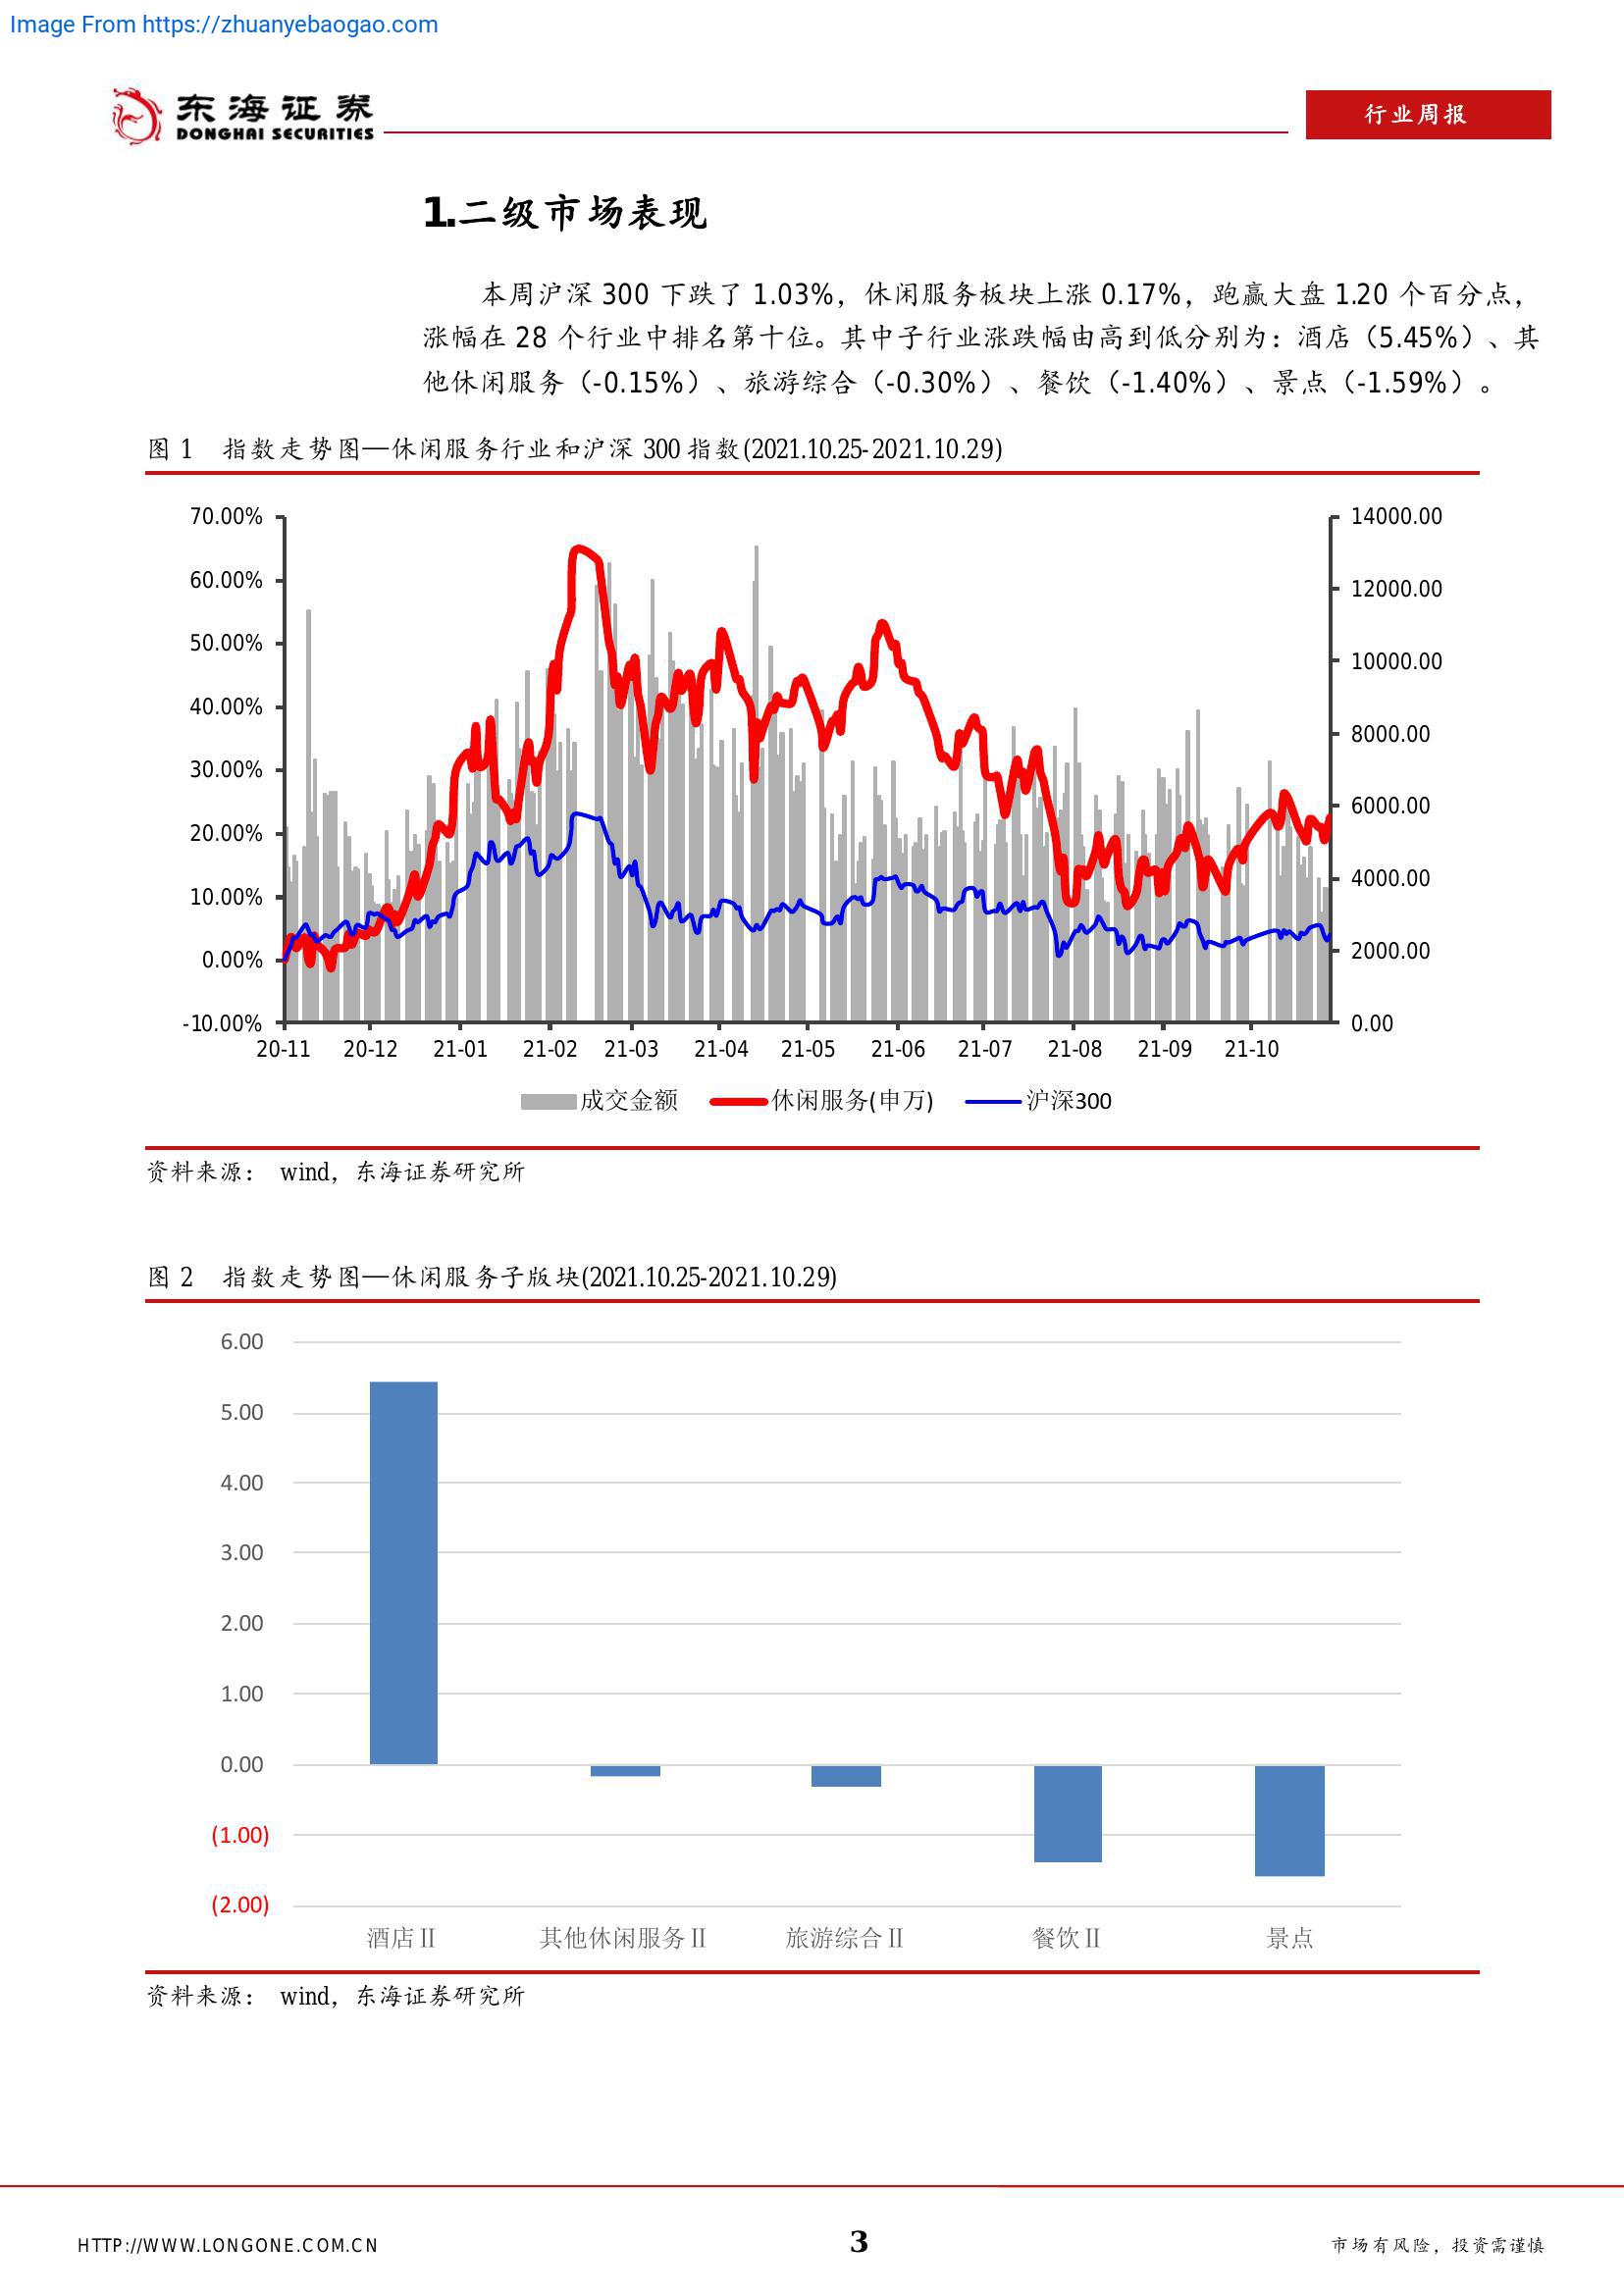 Image From https://zhuanyebaogao.com
东海证券
DONGHAI SECURITIES
行业周报
1.二级市场表现
本周沪深 300 下跌了 1.03%，休闲服务板块上涨 0.17%，跑赢大盘 1.20 个百分点，
涨幅在 28 个行业中排名第十位。其中子行业涨跌幅由高到低分别为：酒店（5.45%）、其
他休闲服务（-0.15%）、旅游综合（-0.30%）、餐饮（-1.40%）、景点（-1.59%）。
图 1 指数走势图—休闲服务行业和沪深 300 指数(2021.10.25-2021.10.29)
70.00%
60.00%
50.00%
40.00%
30.00%
20.00%
10.00%
0.00%
-10.00%
14000.00
12000.00
10000.00
8000.00
6000.00
4000.00
2000.00
0.00
20-11 20-12 21-01 21-02 21-03 21-04 21-05 21-06 21-07 21-08 21-09 21-10
成交金额 休闲服务(申万) 沪深300
资料来源： wind，东海证券研究所
图 2 指数走势图—休闲服务子版块(2021.10.25-2021.10.29)
6.00
5.00
4.00
3.00
2.00
1.00
0.00
(1.00)
(2.00)
酒店Ⅱ 其他休闲服务Ⅱ 旅游综合Ⅱ 餐饮Ⅱ 景点
资料来源： wind，东海证券研究所
HTTP://WWW.LONGONE.COM.CN 3 市场有风险，投资需谨慎